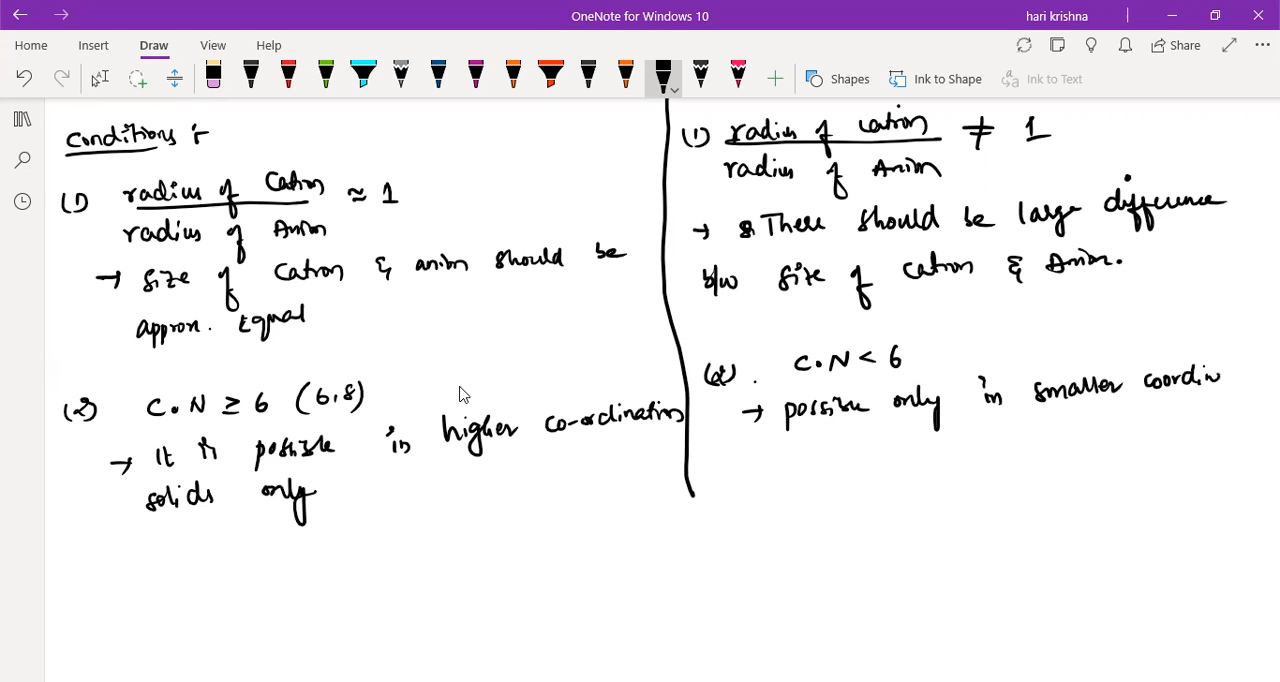 OneNote for Windows 10
hari krishna
Home Insert Draw View Help
Share
Shapes
Ink to Shape
Ink to Text
Conditions :-
(1) radius of Cation ≈ 1
radius of Anion
→ size of Cation & anion should be
approx. Equal
(2) C.N ≥ 6 (6,8)
→ It is possible in higher co-ordination
solids only
(1) radius of cation ≠ 1
radius of Anion
→ There should be large difference
b/w size of cation & Anion.
(2). C.N < 6
→ possible only in smaller coordin